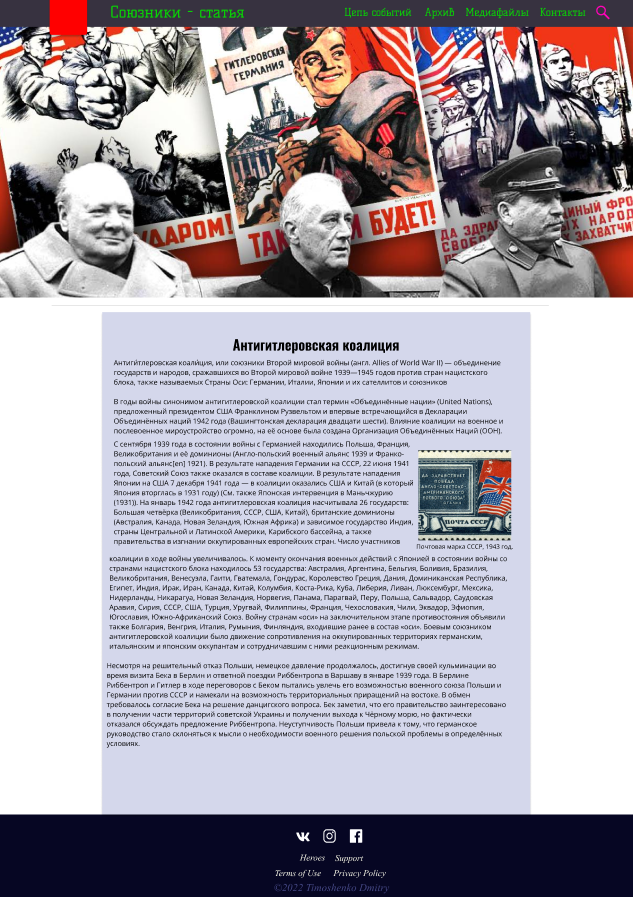 Союзники - статья
Цепь событий Архив Медиафайлы Контакты
ГИТЛЕРОВСКАЯ
ГЕРМАНИЯ
УДАРОМ!
ТАК И БУДЕТ!
ДА ЗДРА
СВОБО
ИНЫЙ ФРО
ЫХ НАРОД
ЗАХВАТЧИ
Антигитлеровская коалиция
Антиги́тлеровская коали́ция, или союзники Второй мировой войны (англ. Allies of World War II) — объединение
государств и народов, сражавшихся во Второй мировой войне 1939—1945 годов против стран нацистского
блока, также называемых Страны Оси: Германии, Италии, Японии и их сателлитов и союзников
В годы войны синонимом антигитлеровской коалиции стал термин «Объединённые нации» (United Nations),
предложенный президентом США Франклином Рузвельтом и впервые встречающийся в Декларации
Объединённых наций 1942 года (Вашингтонская декларация двадцати шести). Влияние коалиции на военное и
послевоенное мироустройство огромно, на её основе была создана Организация Объединённых Наций (ООН).
С сентября 1939 года в состоянии войны с Германией находились Польша, Франция,
Великобритания и её доминионы (Англо-польский военный альянс 1939 и Франко-
польский альянс[en] 1921). В результате нападения Германии на СССР, 22 июня 1941
года, Советский Союз также оказался в составе коалиции. В результате нападения
Японии на США 7 декабря 1941 года — в коалиции оказались США и Китай (в который
Япония вторглась в 1931 году) (См. также Японская интервенция в Маньчжурию
(1931)). На январь 1942 года антигитлеровская коалиция насчитывала 26 государств:
Большая четвёрка (Великобритания, СССР, США, Китай), британские доминионы
(Австралия, Канада, Новая Зеландия, Южная Африка) и зависимое государство Индия,
страны Центральной и Латинской Америки, Карибского бассейна, а также
правительства в изгнании оккупированных европейских стран. Число участников
ДА ЗДРАВСТВУЕТ
ПОБЕДА
АНГЛО-СОВЕТСКО-
АМЕРИКАНСКОГО
БОЕВОГО СОЮЗА!
3
ПОЧТА СССР
Почтовая марка СССР, 1943 год.
коалиции в ходе войны увеличивалось. К моменту окончания военных действий с Японией в состоянии войны со
странами нацистского блока находилось 53 государства: Австралия, Аргентина, Бельгия, Боливия, Бразилия,
Великобритания, Венесуэла, Гаити, Гватемала, Гондурас, Королевство Греция, Дания, Доминиканская Республика,
Египет, Индия, Ирак, Иран, Канада, Китай, Колумбия, Коста-Рика, Куба, Либерия, Ливан, Люксембург, Мексика,
Нидерланды, Никарагуа, Новая Зеландия, Норвегия, Панама, Парагвай, Перу, Польша, Сальвадор, Саудовская
Аравия, Сирия, СССР, США, Турция, Уругвай, Филиппины, Франция, Чехословакия, Чили, Эквадор, Эфиопия,
Югославия, Южно-Африканский Союз. Войну странам «оси» на заключительном этапе противостояния объявили
также Болгария, Венгрия, Италия, Румыния, Финляндия, входившие ранее в состав «оси». Боевым союзником
антигитлеровской коалиции было движение сопротивления на оккупированных территориях германским,
итальянским и японским оккупантам и сотрудничавшим с ними реакционным режимам.
Несмотря на решительный отказ Польши, немецкое давление продолжалось, достигнув своей кульминации во
время визита Бека в Берлин и ответной поездки Риббентропа в Варшаву в январе 1939 года. В Берлине
Риббентроп и Гитлер в ходе переговоров с Беком пытались увлечь его возможностью военного союза Польши и
Германии против СССР и намекали на возможность территориальных приращений на востоке. В обмен
требовалось согласие Бека на решение данцигского вопроса. Бек заметил, что его правительство заинтересовано
в получении части территорий советской Украины и получении выхода к Чёрному морю, но фактически
отказался обсуждать предложение Риббентропа. Неуступчивость Польши привела к тому, что германское
руководство стало склоняться к мысли о необходимости военного решения польской проблемы в определённых
условиях.
Heroes Support
Terms of Use Privacy Policy
©2022 Timoshenko Dmitry